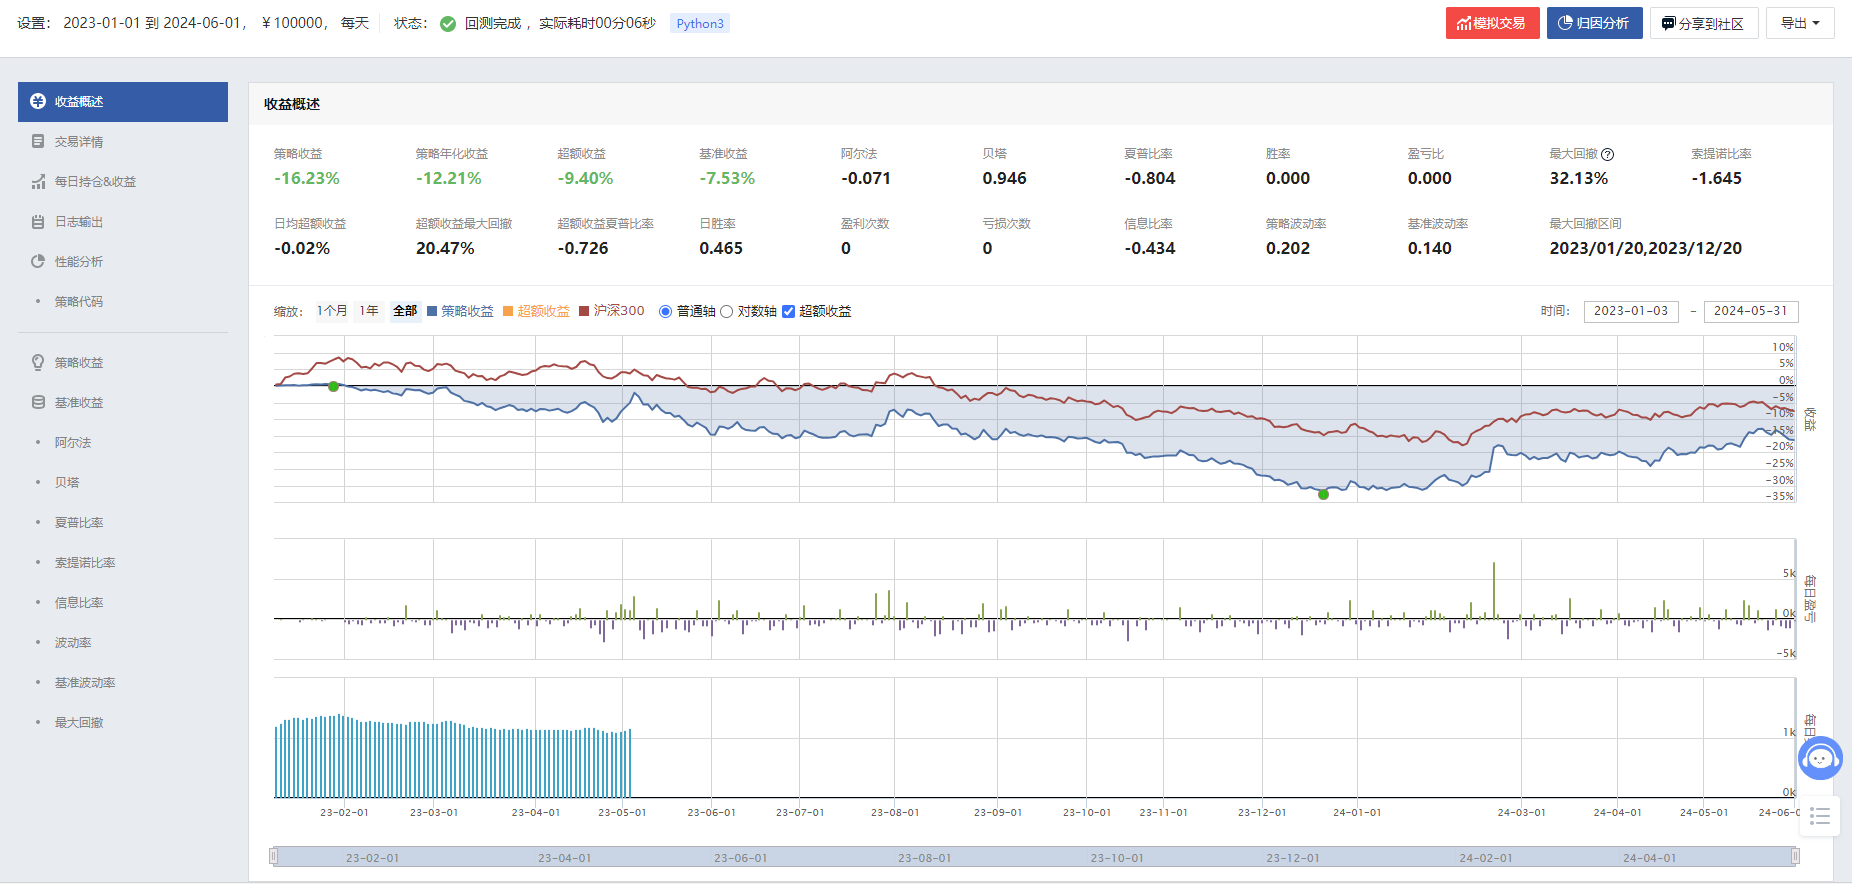 设置： 2023-01-01 到 2024-06-01， ￥100000， 每天 状态： 回测完成 ，实际耗时00分06秒 Python3 模拟交易 归因分析 分享到社区 导出
收益概述
交易详情
每日持仓&收益
日志输出
性能分析
策略代码
策略收益
基准收益
阿尔法
贝塔
夏普比率
索提诺比率
信息比率
波动率
基准波动率
最大回撤
收益概述
策略收益 策略年化收益 超额收益 基准收益 阿尔法 贝塔 夏普比率 胜率 盈亏比 最大回撤 索提诺比率
-16.23% -12.21% -9.40% -7.53% -0.071 0.946 -0.804 0.000 0.000 32.13% -1.645
日均超额收益 超额收益最大回撤 超额收益夏普比率 日胜率 盈利次数 亏损次数 信息比率 策略波动率 基准波动率 最大回撤区间
-0.02% 20.47% -0.726 0.465 0 0 -0.434 0.202 0.140 2023/01/20,2023/12/20
缩放： 1个月 1年 全部 策略收益 超额收益 沪深300 普通轴 对数轴 超额收益 时间： 2023-01-03 - 2024-05-31
10%
5%
0%
-5%
-10%
-15%
-20%
-25%
-30%
-35%
收益
5k
0k
-5k
每日盈亏
1k
0k
每日
23-02-01 23-03-01 23-04-01 23-05-01 23-06-01 23-07-01 23-08-01 23-09-01 23-10-01 23-11-01 23-12-01 24-01-01 24-03-01 24-04-01 24-05-01 24-06-0
23-02-01 23-04-01 23-06-01 23-08-01 23-10-01 23-12-01 24-02-01 24-04-01